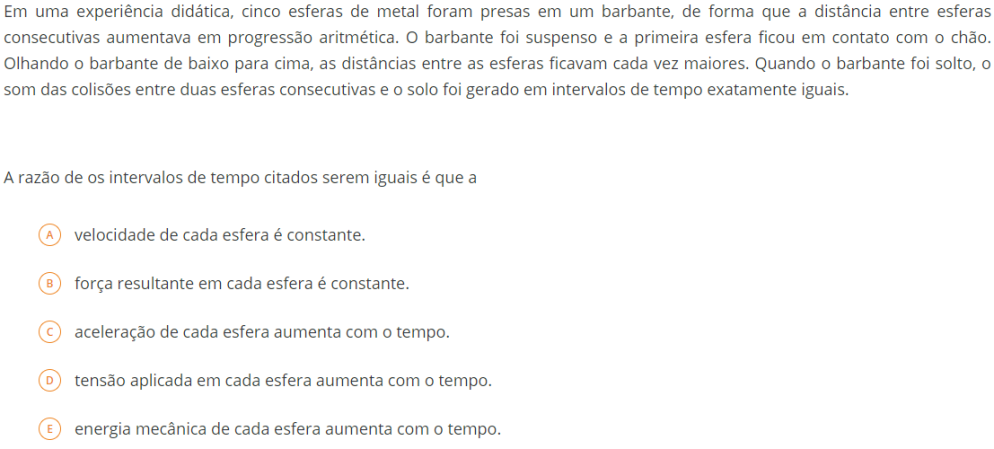 Em uma experiência didática, cinco esferas de metal foram presas em um barbante, de forma que a distância entre esferas
consecutivas aumentava em progressão aritmética. O barbante foi suspenso e a primeira esfera ficou em contato com o chão.
Olhando o barbante de baixo para cima, as distâncias entre as esferas ficavam cada vez maiores. Quando o barbante foi solto, o
som das colisões entre duas esferas consecutivas e o solo foi gerado em intervalos de tempo exatamente iguais.
A razão de os intervalos de tempo citados serem iguais é que a
A velocidade de cada esfera é constante.
B força resultante em cada esfera é constante.
C aceleração de cada esfera aumenta com o tempo.
D tensão aplicada em cada esfera aumenta com o tempo.
E energia mecânica de cada esfera aumenta com o tempo.